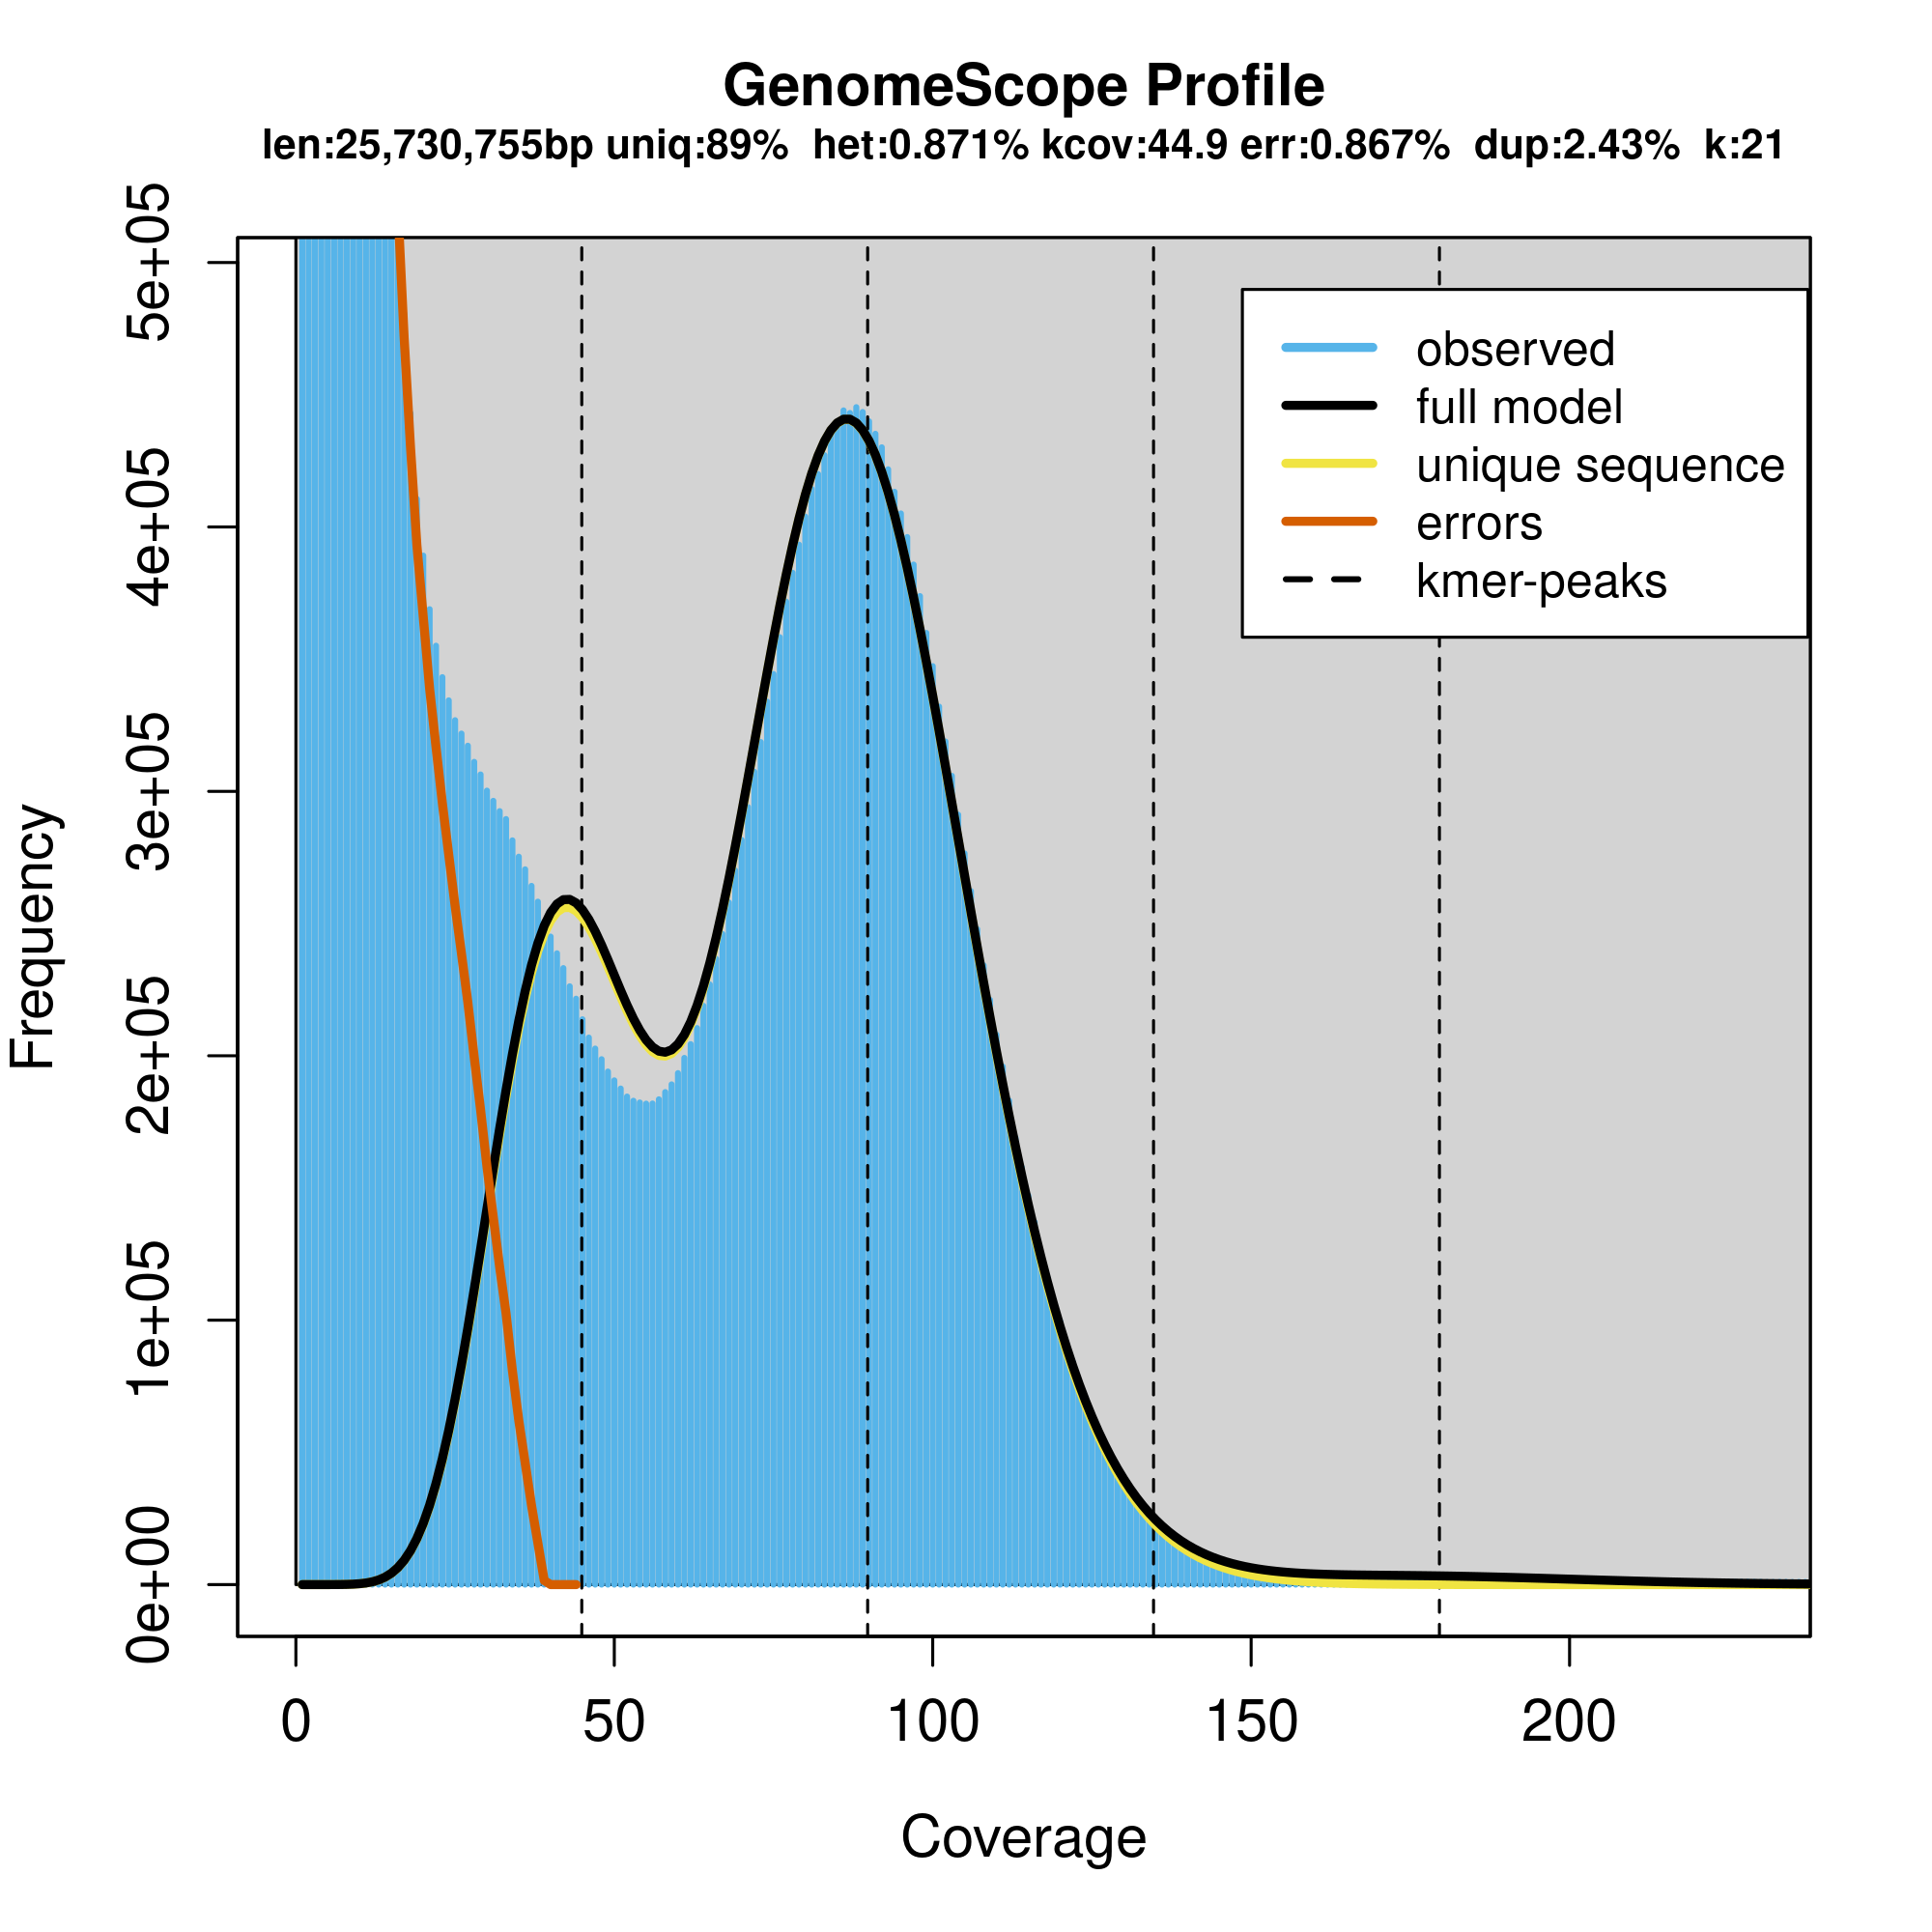 GenomeScope Profile
len:25,730,755bp uniq:89% het:0.871% kcov:44.9 err:0.867% dup:2.43% k:21
5e+05
4e+05
3e+05
2e+05
1e+05
0e+00
Frequency
observed
full model
unique sequence
errors
kmer-peaks
0 50 100 150 200
Coverage